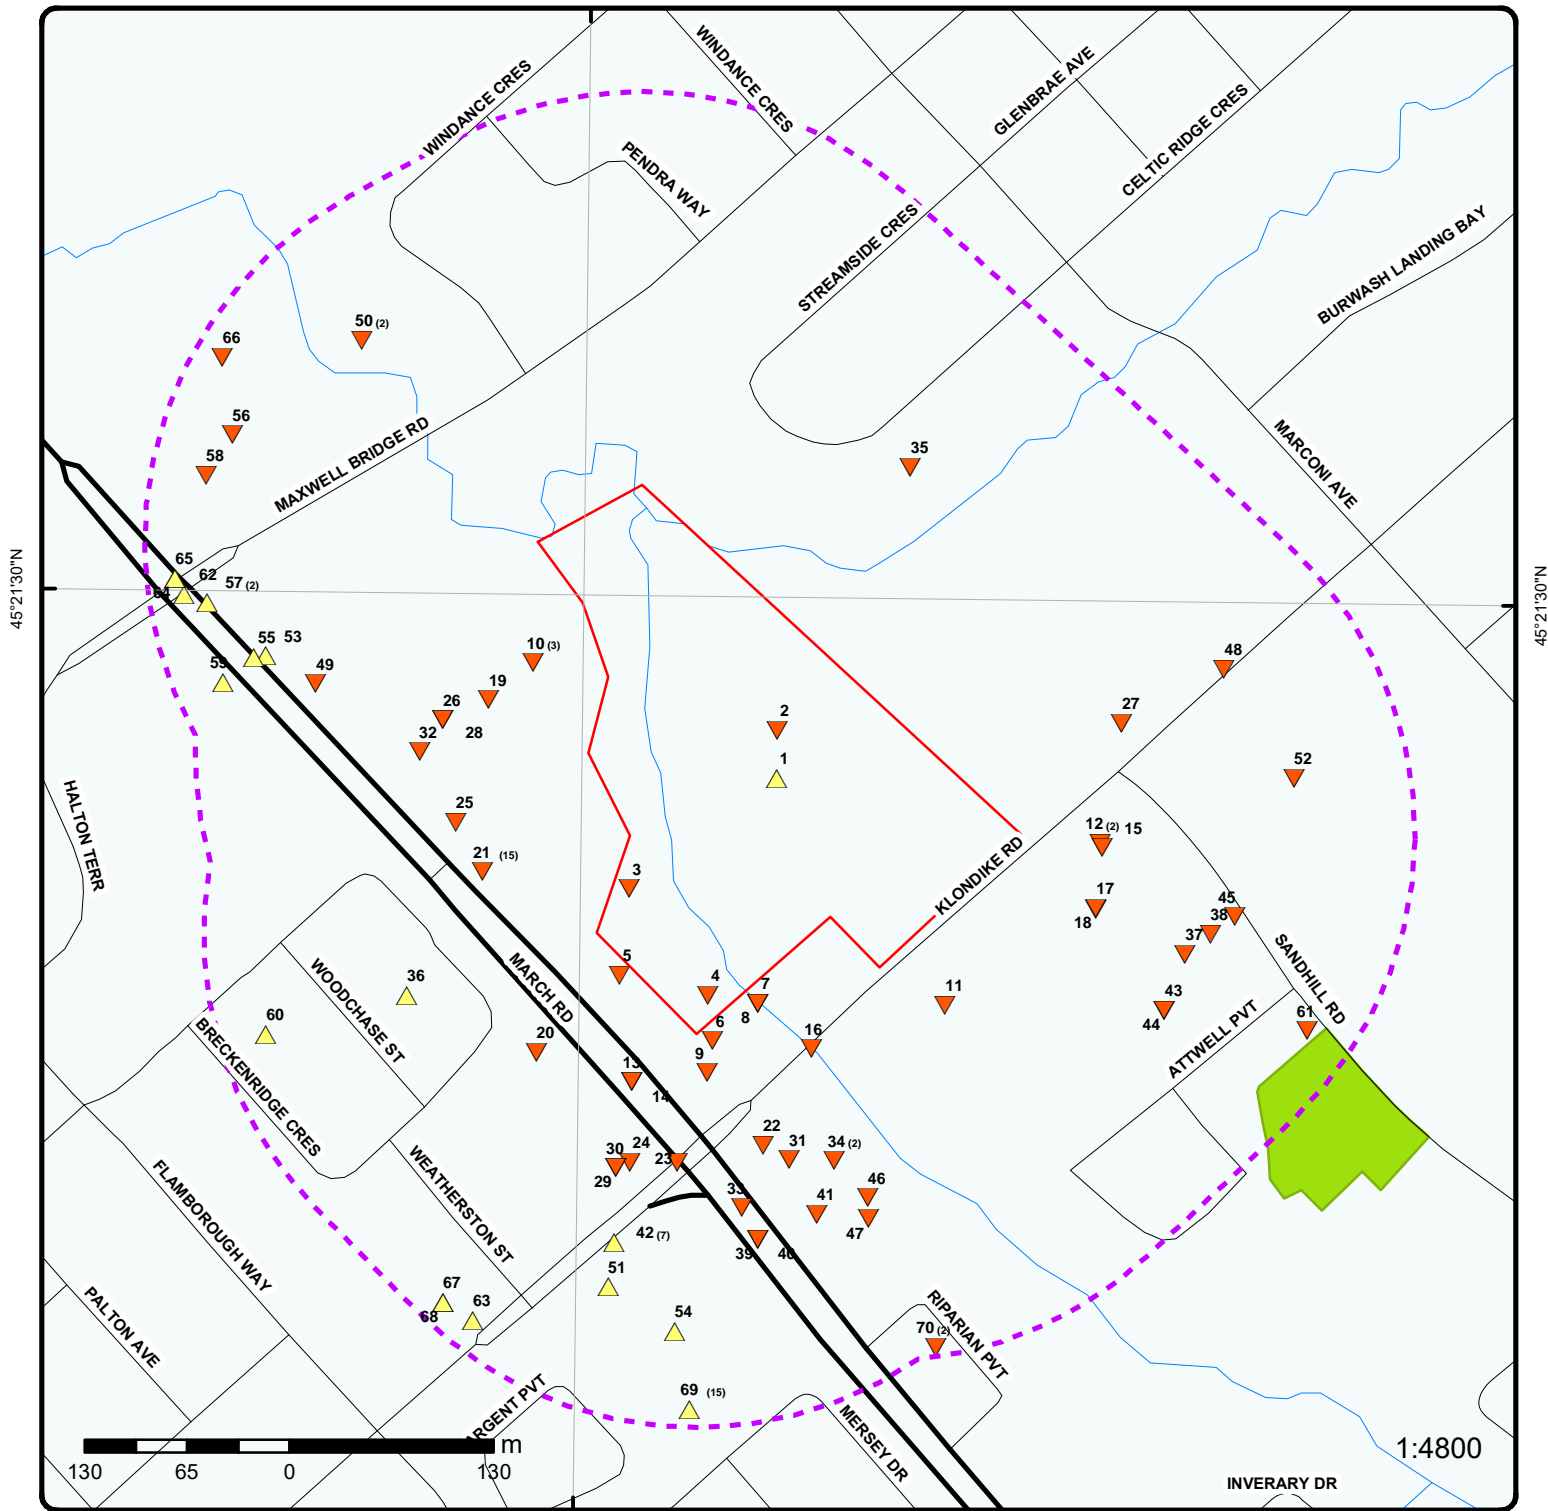 WINDANCE CRES
WINDANCE CRES
GLENBRAE AVE
CELTIC RIDGE CRES
PENDRA WAY
STREAMSIDE CRES
BURWASH LANDING BAY
50 (2)
66
56
58
35
MAXWELL BRIDGE RD
MARCONI AVE
45°21'30"N
45°21'30"N
65
62
57 (2)
64
55
53
59
49
10 (3)
19
26
28
32
48
27
2
1
52
HALTON TERR
25
21 (15)
12 (2)
15
3
KLONDIKE RD
17
18
45
38
37
SANDHILL RD
5
4
7
8
11
43
44
61
36
WOODCHASE ST
MARCH RD
60
BRECKENRIDGE CRES
20
6
9
16
ATTWELL PVT
13
14
22
31
34 (2)
30
24
23
29
WEATHERSTON ST
FLAMBOROUGH WAY
33
46
41
47
42 (7)
39
40
51
67
68
63
54
PALTON AVE
RIPARIAN PVT
70 (2)
69 (15)
ARGENT PVT
MERSEY DR
m
130
65
0
130
1:4800
INVERARY DR